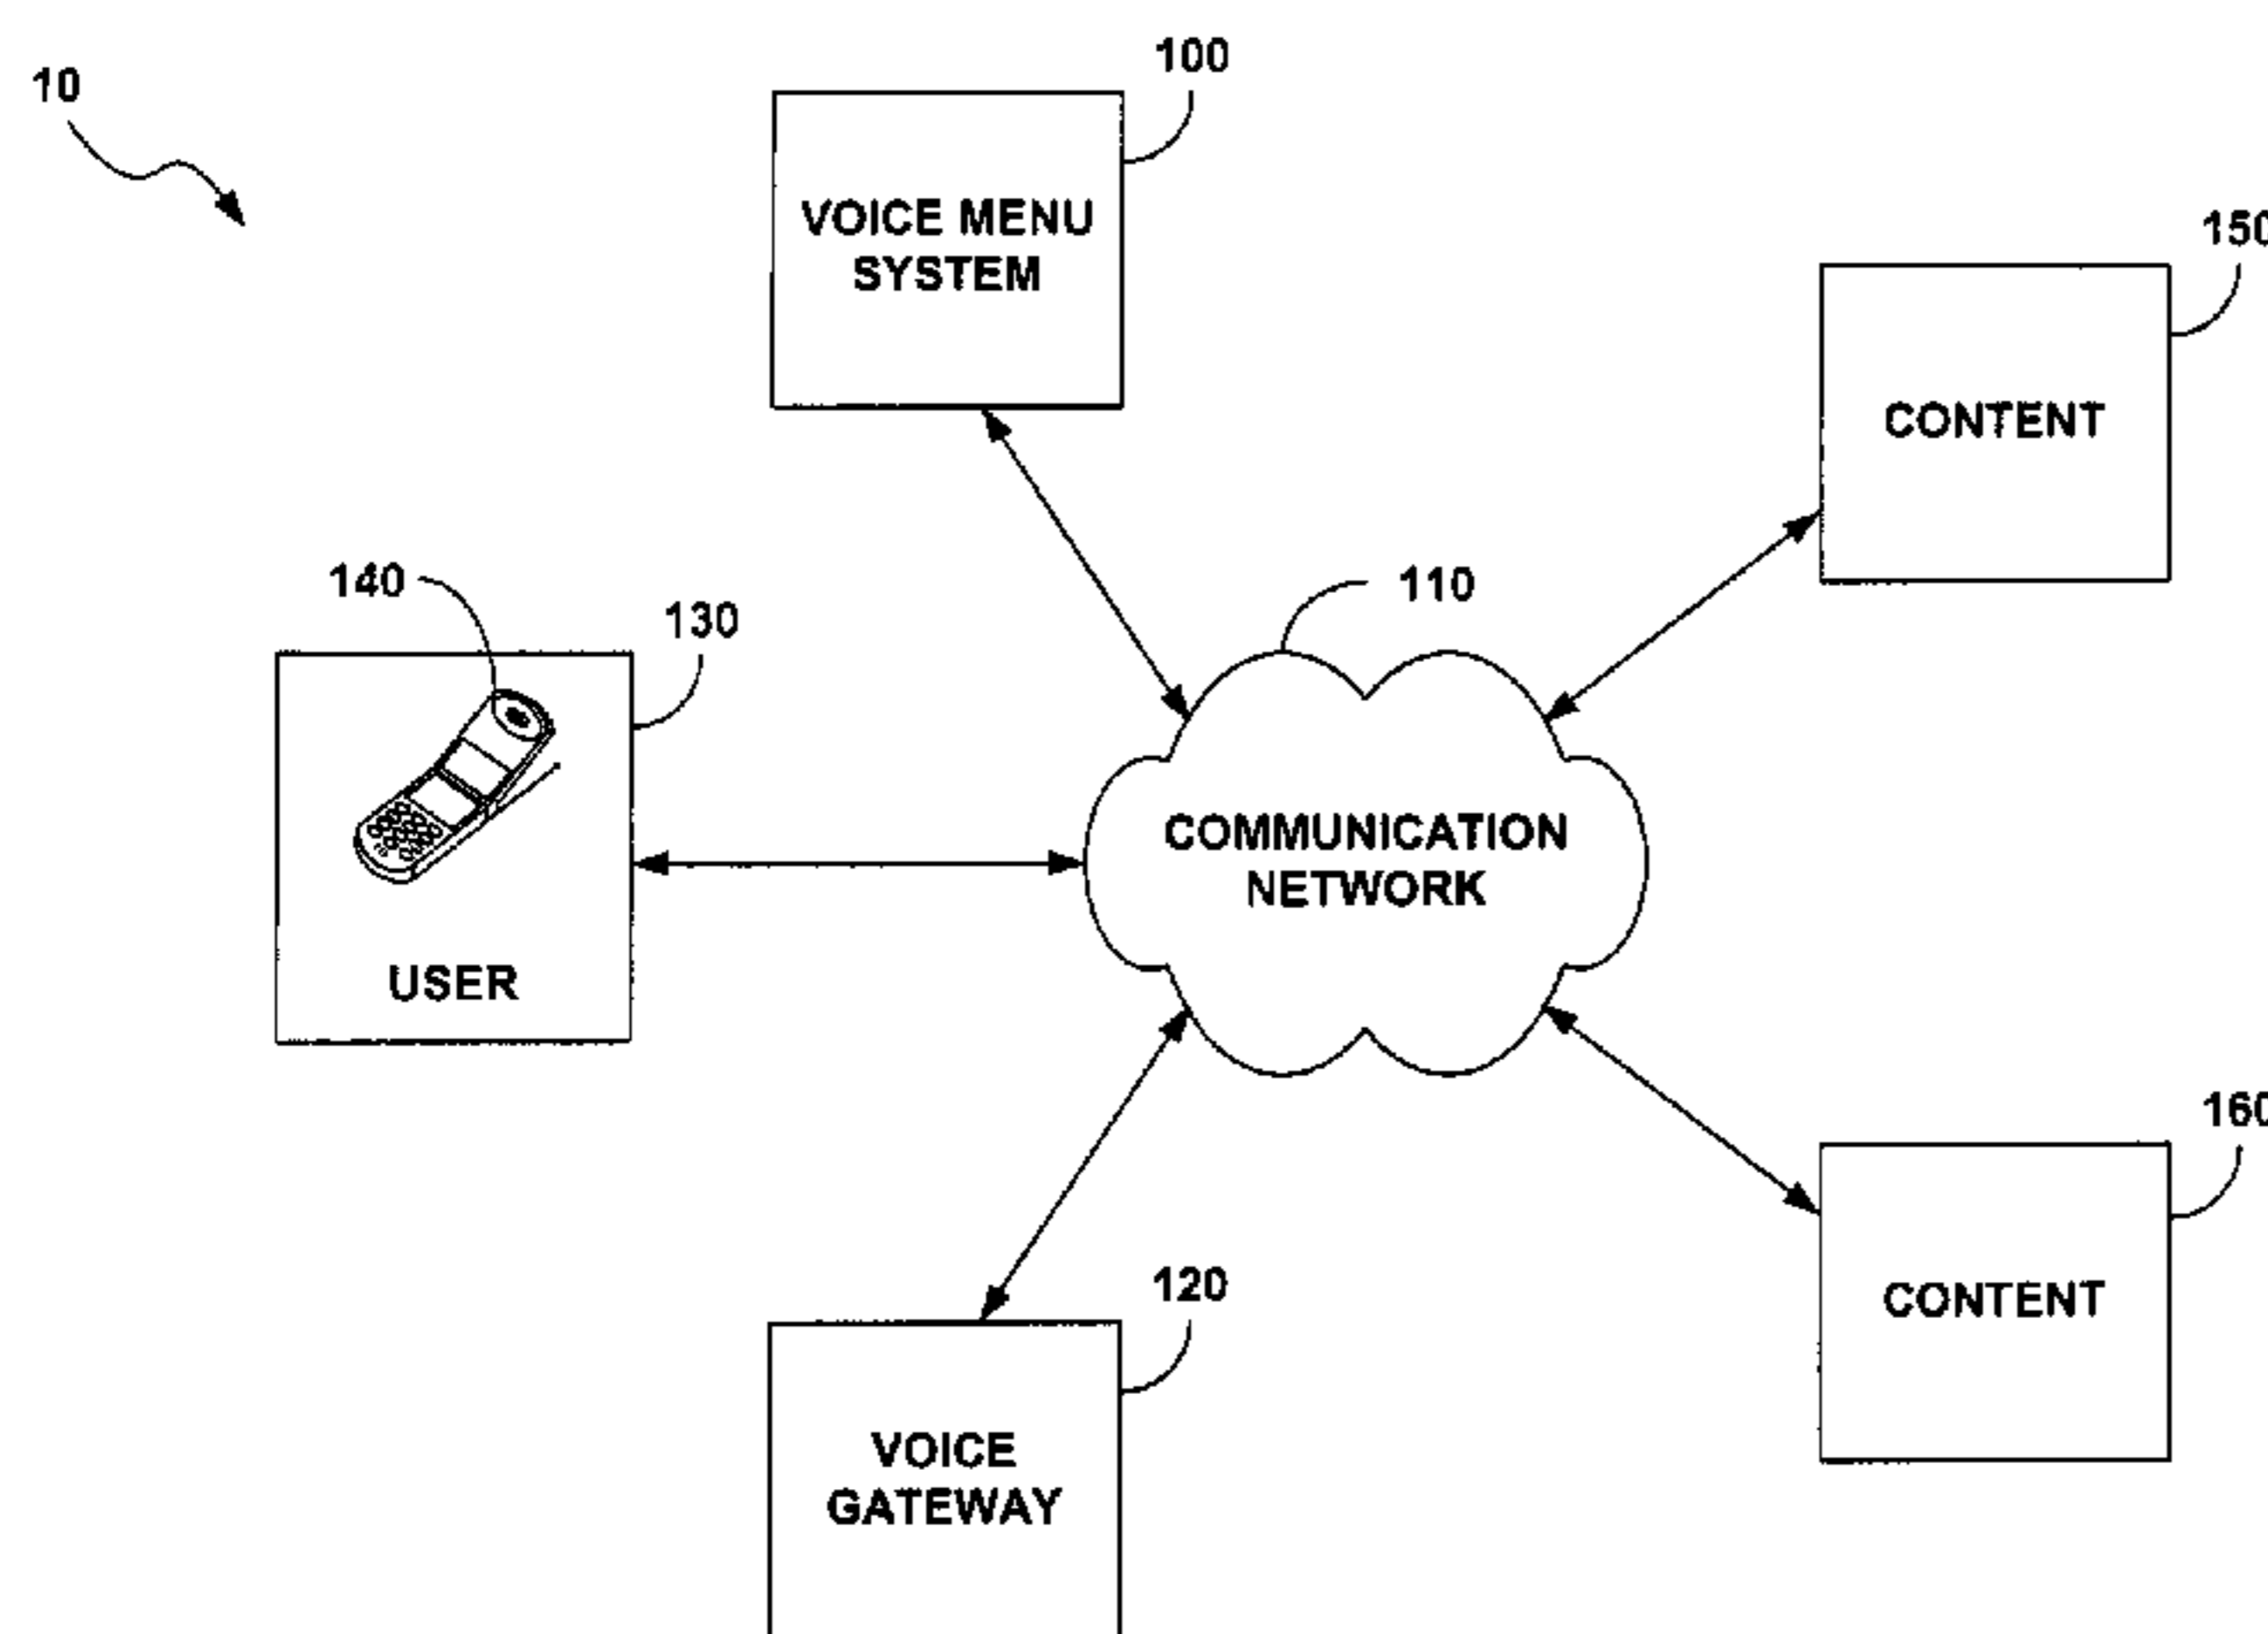 10
100
VOICE MENU
SYSTEM
150
CONTENT
140
130
110
USER
COMMUNICATION
NETWORK
160
CONTENT
120
VOICE
GATEWAY